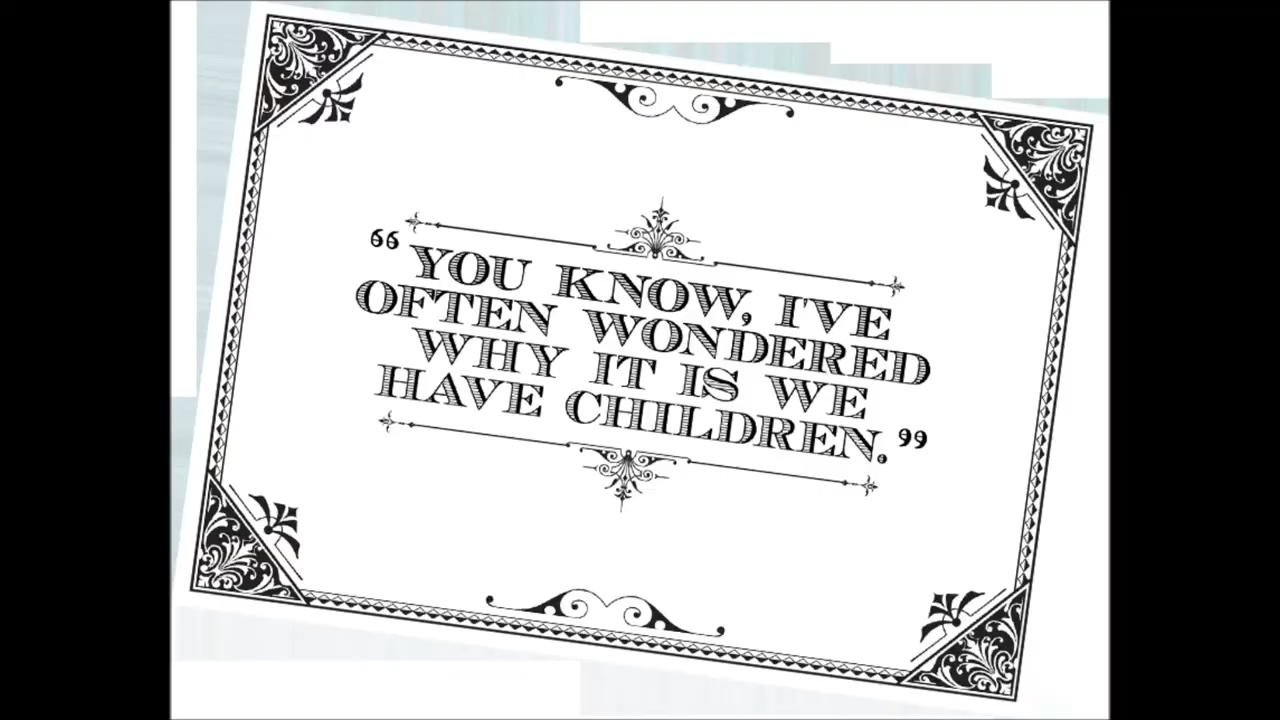 “YOU KNOW, I'VE
OFTEN WONDERED
WHY IT IS WE
HAVE CHILDREN.”